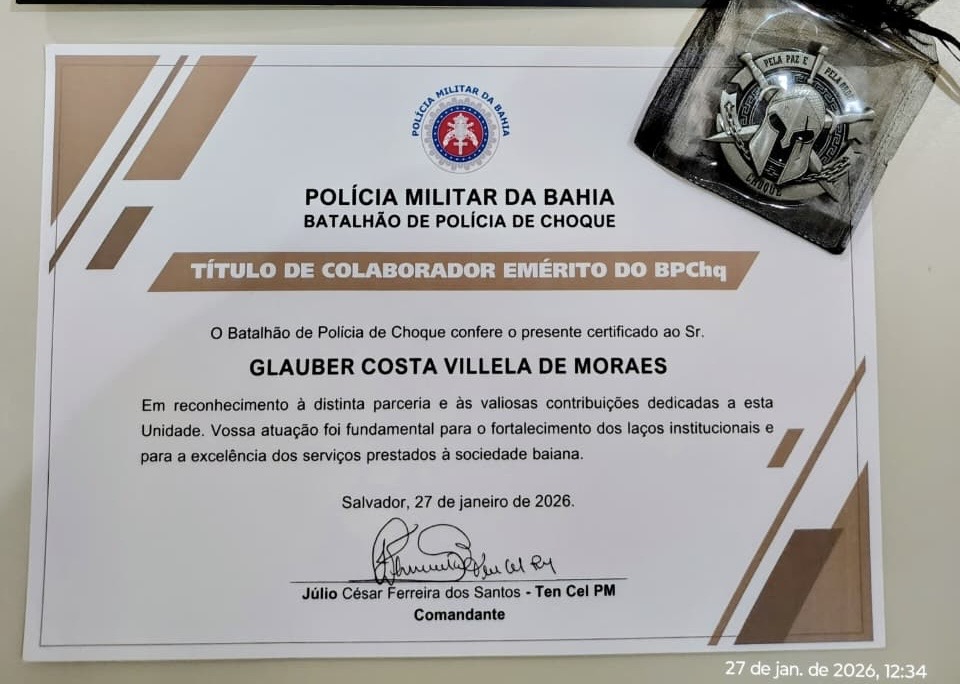 POLÍCIA MILITAR DA BAHIA
PELA PAZ E
PELA
CHOQUE
POLÍCIA MILITAR DA BAHIA
BATALHÃO DE POLÍCIA DE CHOQUE
TÍTULO DE COLABORADOR EMÉRITO DO BPChq
O Batalhão de Polícia de Choque confere o presente certificado ao Sr.
GLAUBER COSTA VILLELA DE MORAES
Em reconhecimento à distinta parceria e às valiosas contribuições dedicadas a esta
Unidade. Vossa atuação foi fundamental para o fortalecimento dos laços institucionais e
para a excelência dos serviços prestados à sociedade baiana.
Salvador, 27 de janeiro de 2026.
Ten Cel PM
Júlio César Ferreira dos Santos - Ten Cel PM
Comandante
27 de jan. de 2026, 12:34